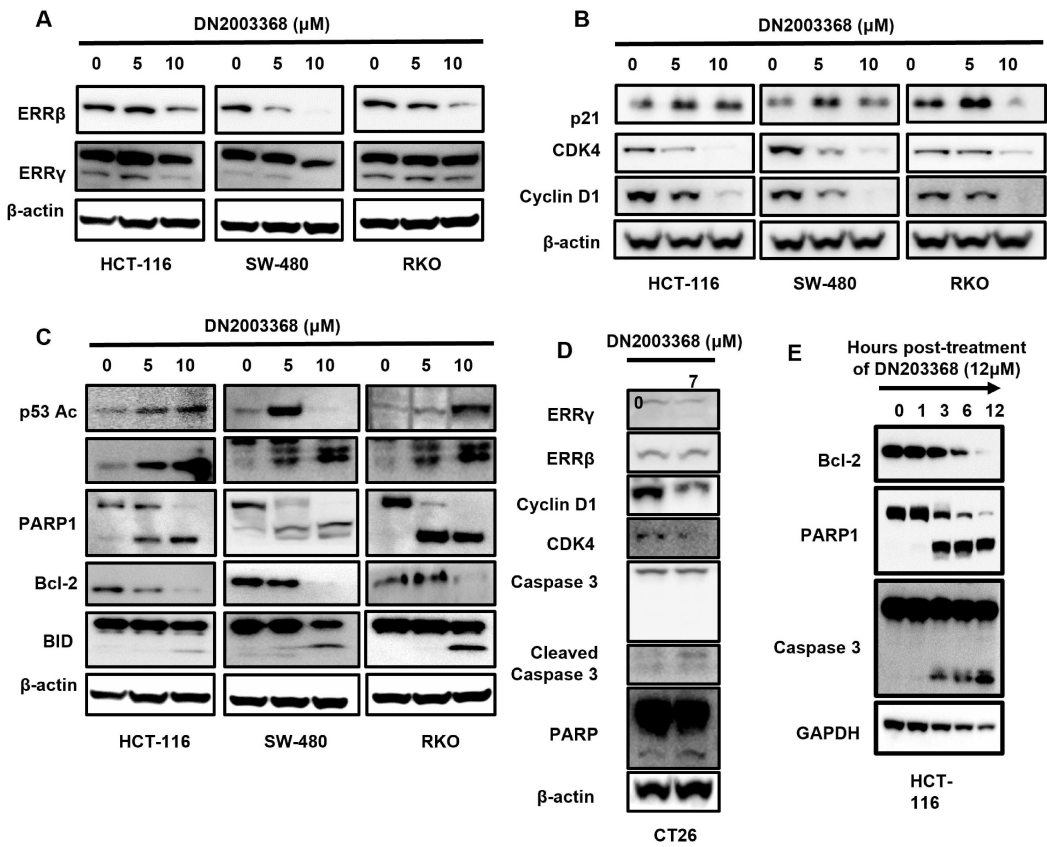 A
DN2003368 (μM)
0 5 10 0 5 10 0 5 10
ERRβ
ERRγ
β-actin
HCT-116 SW-480 RKO
B
DN2003368 (μM)
0 5 10 0 5 10 0 5 10
p21
CDK4
Cyclin D1
β-actin
HCT-116 SW-480 RKO
C
DN2003368 (μM)
0 5 10 0 5 10 0 5 10
p53 Ac
PARP1
Bcl-2
BID
β-actin
HCT-116 SW-480 RKO
D
DN2003368 (μM)
0 7
ERRγ
ERRβ
Cyclin D1
CDK4
Caspase 3
Cleaved
Caspase 3
PARP
β-actin
CT26
E
Hours post-treatment
of DN203368 (12μM)
0 1 3 6 12
Bcl-2
PARP1
Caspase 3
GAPDH
HCT-
116